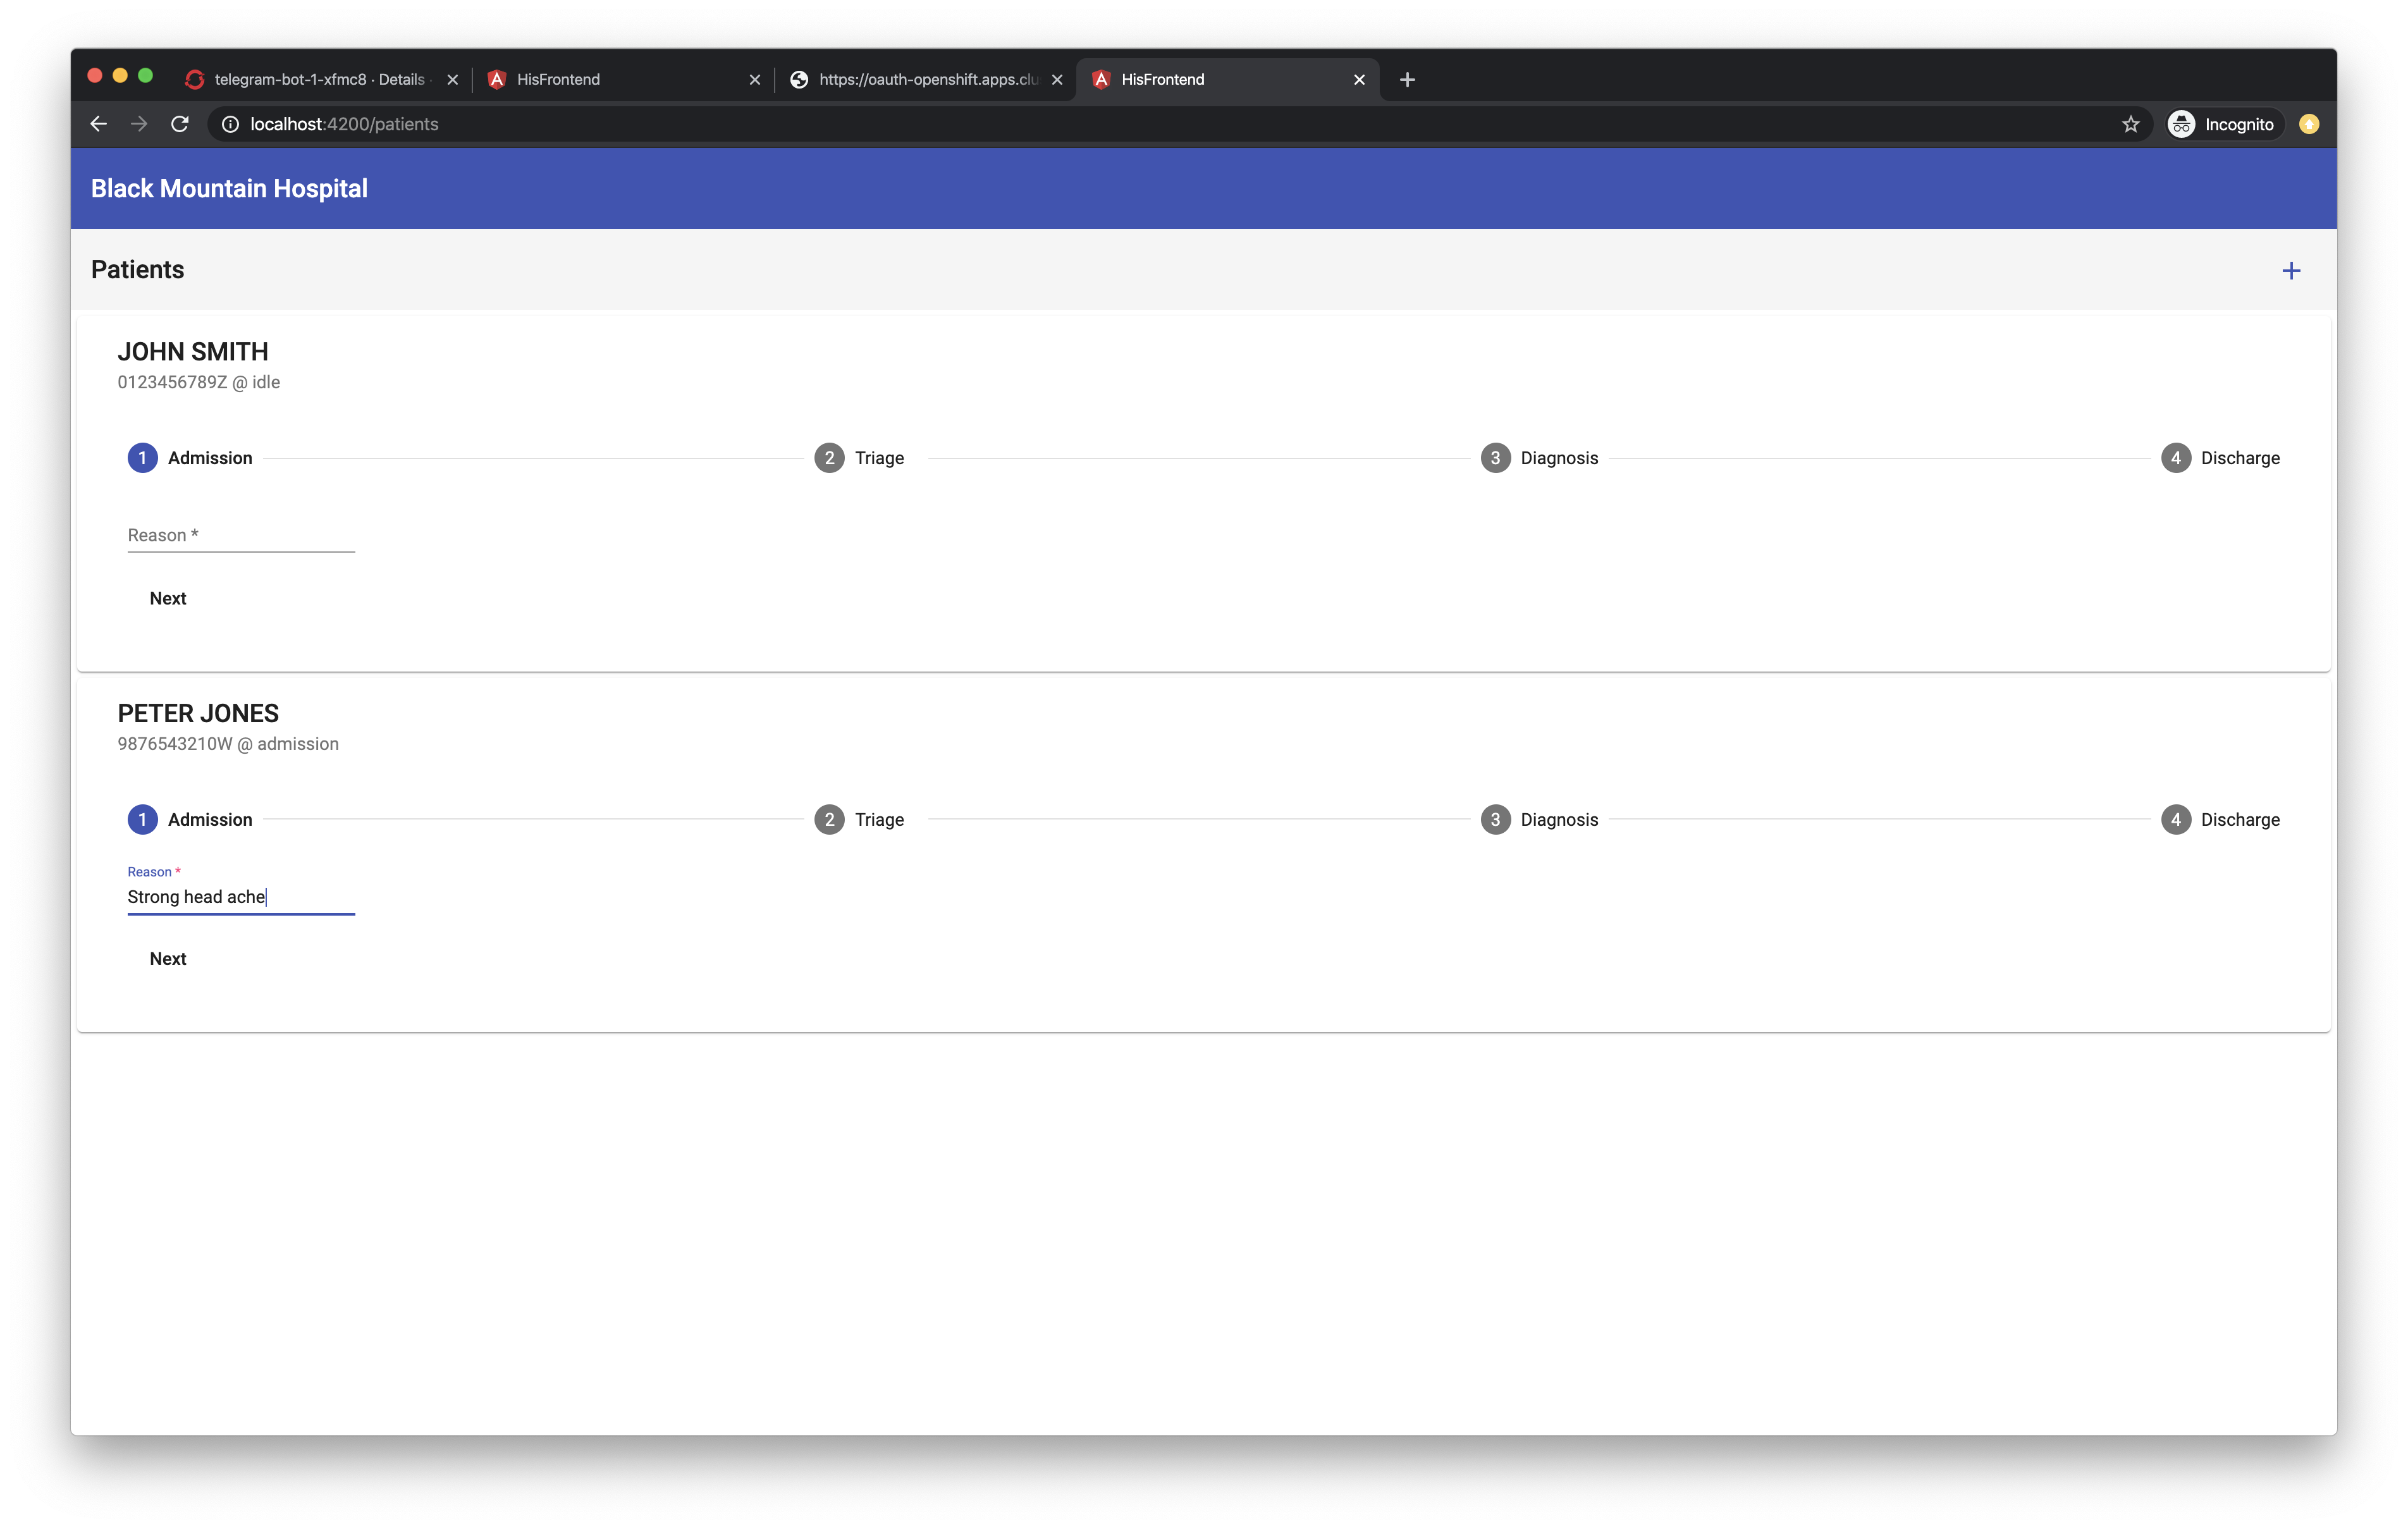 telegram-bot-1-xfmc8 · Details HisFrontend https://oauth-openshift.apps.clu HisFrontend
localhost:4200/patients Incognito
Black Mountain Hospital
Patients
JOHN SMITH
0123456789Z @ idle
1 Admission 2 Triage 3 Diagnosis 4 Discharge
Reason *
Next
PETER JONES
9876543210W @ admission
1 Admission 2 Triage 3 Diagnosis 4 Discharge
Reason *
Strong head ache
Next